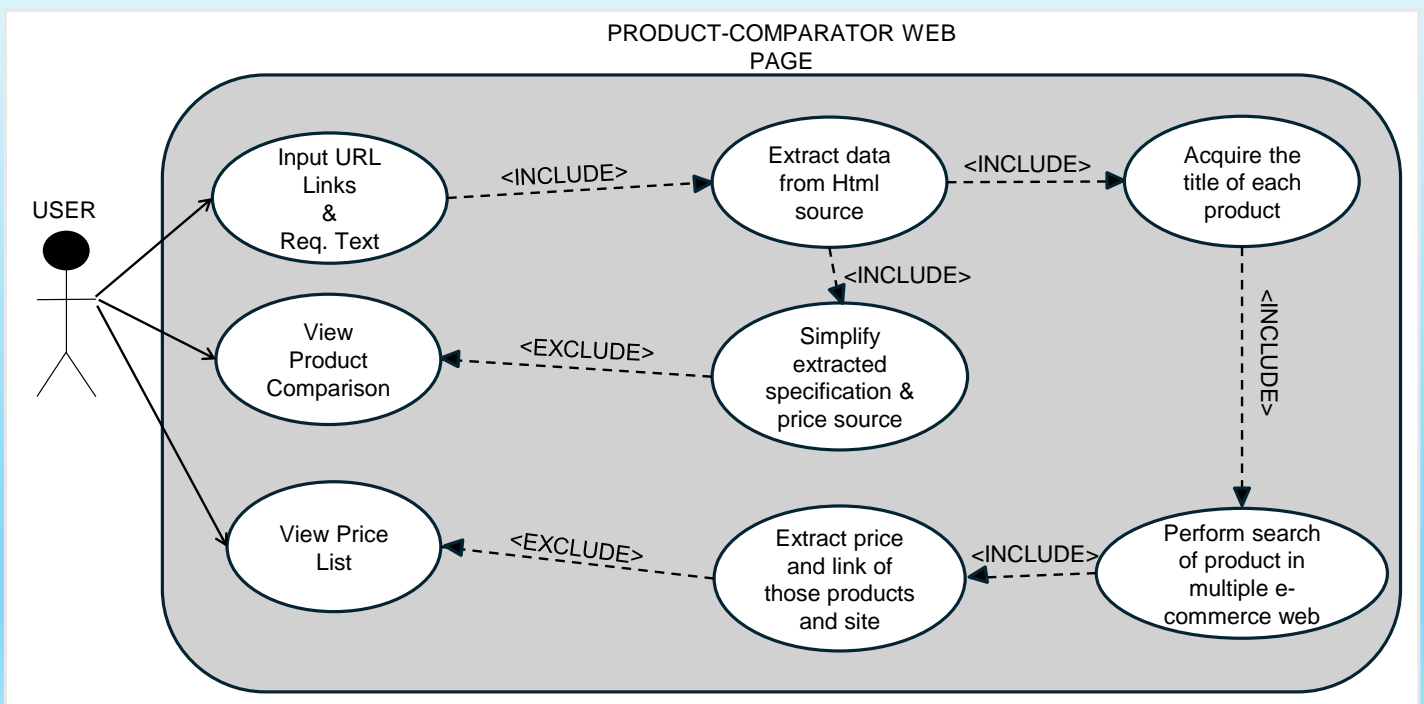 PRODUCT-COMPARATOR WEB
PAGE
USER
Input URL
Links
&
Req. Text
<INCLUDE>
Extract data
from Html
source
<INCLUDE>
Acquire the
title of each
product
<INCLUDE>
<INCLUDE>
View
Product
Comparison
<EXCLUDE>
Simplify
extracted
specification &
price source
View Price
List
<EXCLUDE>
Extract price
and link of
those products
and site
<INCLUDE>
Perform search
of product in
multiple e-
commerce web